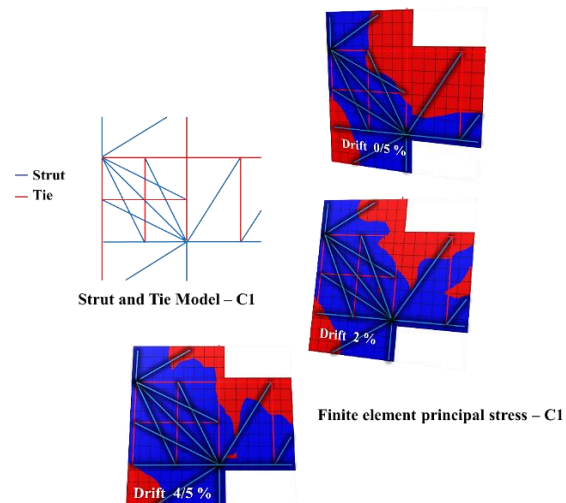 Drift 0/5 %
Strut
Tie
Strut and Tie Model – C1
Drift 2 %
Finite element principal stress – C1
Drift 4/5 %